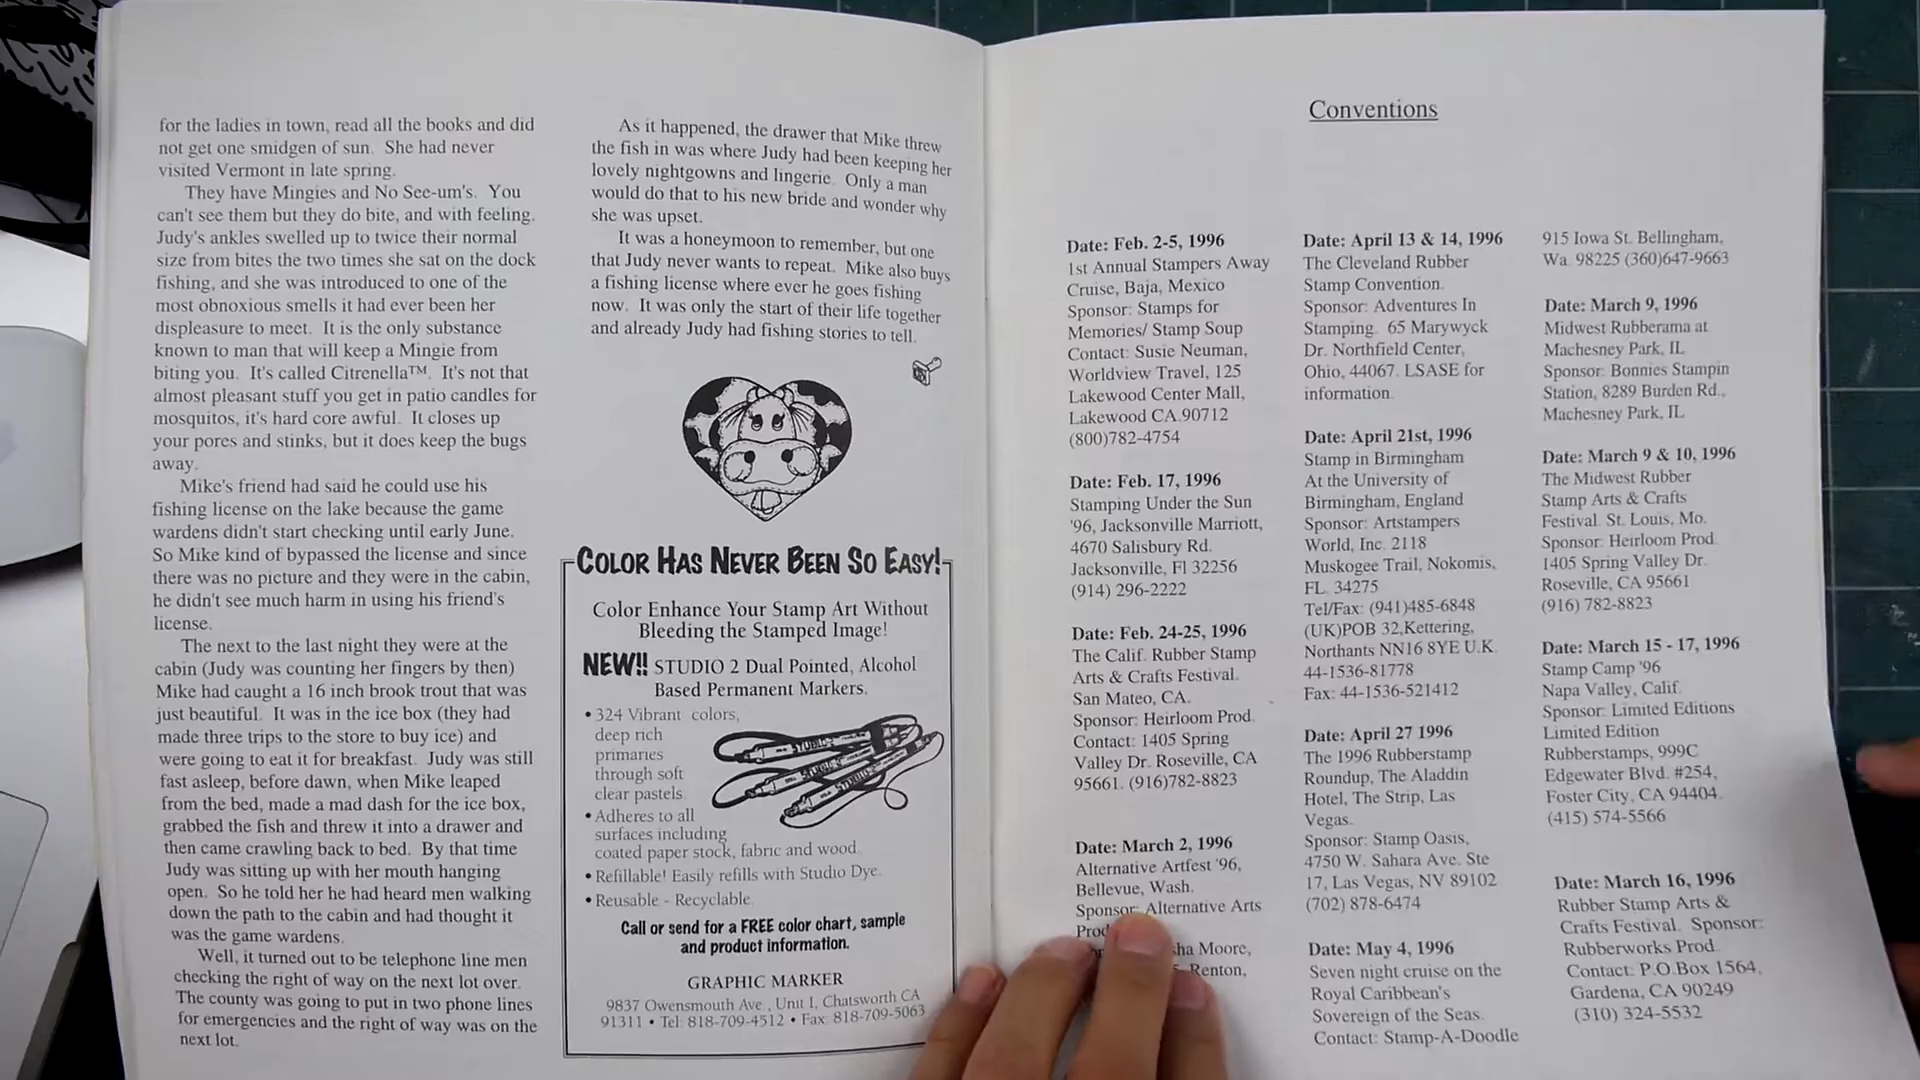 for the ladies in town, read all the books and did
not get one smidgen of sun. She had never
visited Vermont in late spring.
They have Mingies and No See-um's. You
can't see them but they do bite, and with feeling.
Judy's ankles swelled up to twice their normal
size from bites the two times she sat on the dock
fishing, and she was introduced to one of the
most obnoxious smells it had ever been her
displeasure to meet. It is the only substance
known to man that will keep a Mingie from
biting you. It's called Citrenella™. It's not that
almost pleasant stuff you get in patio candles for
mosquitos, it's hard core awful. It closes up
your pores and stinks, but it does keep the bugs
away.
Mike's friend had said he could use his
fishing license on the lake because the game
wardens didn't start checking until early June.
So Mike kind of bypassed the license and since
there was no picture and they were in the cabin,
he didn't see much harm in using his friend's
license.
The next to the last night they were at the
cabin (Judy was counting her fingers by then)
Mike had caught a 16 inch brook trout that was
just beautiful. It was in the ice box (they had
made three trips to the store to buy ice) and
were going to eat it for breakfast. Judy was still
fast asleep, before dawn, when Mike leaped
from the bed, made a mad dash for the ice box,
grabbed the fish and threw it into a drawer and
then came crawling back to bed. By that time
Judy was sitting up with her mouth hanging
open. So he told her he had heard men walking
down the path to the cabin and had thought it
was the game wardens.
Well, it turned out to be telephone line men
checking the right of way on the next lot over.
The county was going to put in two phone lines
for emergencies and the right of way was on the
next lot.
As it happened, the drawer that Mike threw
the fish in was where Judy had been keeping her
lovely nightgowns and lingerie. Only a man
would do that to his new bride and wonder why
she was upset.
It was a honeymoon to remember, but one
that Judy never wants to repeat. Mike also buys
a fishing license where ever he goes fishing
now. It was only the start of their life together
and already Judy had fishing stories to tell.
COLOR HAS NEVER BEEN SO EASY!
Color Enhance Your Stamp Art Without
Bleeding the Stamped Image!
NEW!! STUDIO 2 Dual Pointed, Alcohol
Based Permanent Markers.
• 324 Vibrant colors,
deep rich
primaries
through soft
clear pastels.
• Adheres to all
surfaces including
coated paper stock, fabric and wood.
• Refillable! Easily refills with Studio Dye.
• Reusable - Recyclable.
Call or send for a FREE color chart, sample
and product information.
GRAPHIC MARKER
9837 Owensmouth Ave., Unit I, Chatsworth CA
91311 • Tel: 818-709-4512 • Fax: 818-709-5063
Conventions
Date: Feb. 2-5, 1996
1st Annual Stampers Away
Cruise, Baja, Mexico
Sponsor: Stamps for
Memories/ Stamp Soup
Contact: Susie Neuman,
Worldview Travel, 125
Lakewood Center Mall,
Lakewood CA.90712
(800)782-4754
Date: Feb. 17, 1996
Stamping Under the Sun
'96, Jacksonville Marriott,
4670 Salisbury Rd.
Jacksonville, Fl 32256
(914) 296-2222
Date: Feb. 24-25, 1996
The Calif. Rubber Stamp
Arts & Crafts Festival.
San Mateo, CA.
Sponsor: Heirloom Prod.
Contact: 1405 Spring
Valley Dr. Roseville, CA
95661. (916)782-8823
Date: March 2, 1996
Alternative Artfest '96,
Bellevue, Wash.
Sponsor: Alternative Arts
Moore,
Renton,
Date: April 13 & 14, 1996
The Cleveland Rubber
Stamp Convention.
Sponsor: Adventures In
Stamping. 65 Marywyck
Dr. Northfield Center,
Ohio, 44067. LSASE for
information.
Date: April 21st, 1996
Stamp in Birmingham
At the University of
Birmingham, England
Sponsor: Artstampers
World, Inc. 2118
Muskogee Trail, Nokomis,
FL 34275
Tel/Fax: (941)485-6848
(UK)POB 32,Kettering,
Northants NN16 8YE U.K.
44-1536-81778
Fax: 44-1536-521412
Date: April 27 1996
The 1996 Rubberstamp
Roundup, The Aladdin
Hotel, The Strip, Las
Vegas.
Sponsor: Stamp Oasis,
4750 W. Sahara Ave. Ste
17, Las Vegas, NV 89102
(702) 878-6474
Date: May 4, 1996
Seven night cruise on the
Royal Caribbean's
Sovereign of the Seas.
Contact: Stamp-A-Doodle
915 Iowa St. Bellingham,
Wa. 98225 (360)647-9663
Date: March 9, 1996
Midwest Rubberama at
Machesney Park, IL
Sponsor: Bonnies Stampin
Station, 8289 Burden Rd.,
Machesney Park, IL
Date: March 9 & 10, 1996
The Midwest Rubber
Stamp Arts & Crafts
Festival. St. Louis, Mo.
Sponsor: Heirloom Prod.
1405 Spring Valley Dr.
Roseville, CA 95661
(916) 782-8823
Date: March 15 - 17, 1996
Stamp Camp '96
Napa Valley, Calif.
Sponsor: Limited Editions
Limited Edition
Rubberstamps, 999C
Edgewater Blvd. #254,
Foster City, CA 94404.
(415) 574-5566
Date: March 16, 1996
Rubber Stamp Arts &
Crafts Festival. Sponsor:
Rubberworks Prod.
Contact: P.O.Box 1564,
Gardena, CA 90249
(310) 324-5532